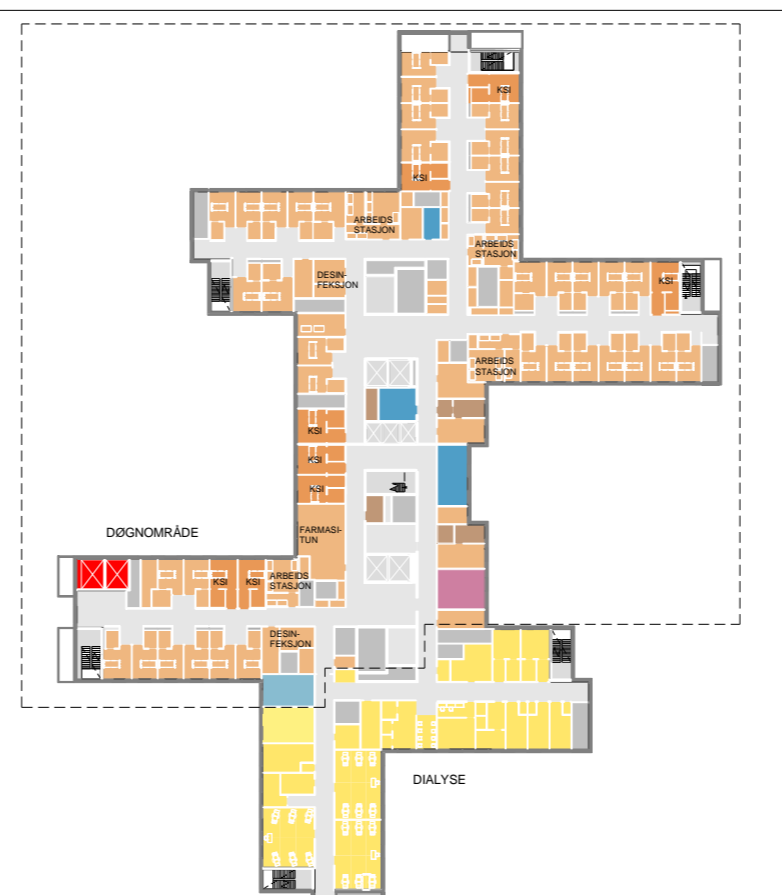 KSI
KSI
ARBEIDS
STASJON
ARBEIDS
STASJON
DESIN-
FEKSJON
KSI
ARBEIDS
STASJON
KSI
KSI
KSI
FARMASI-
TUN
DØGNOMRÅDE
KSI
KSI
ARBEIDS
STASJON
DESIN-
FEKSJON
DIALYSE